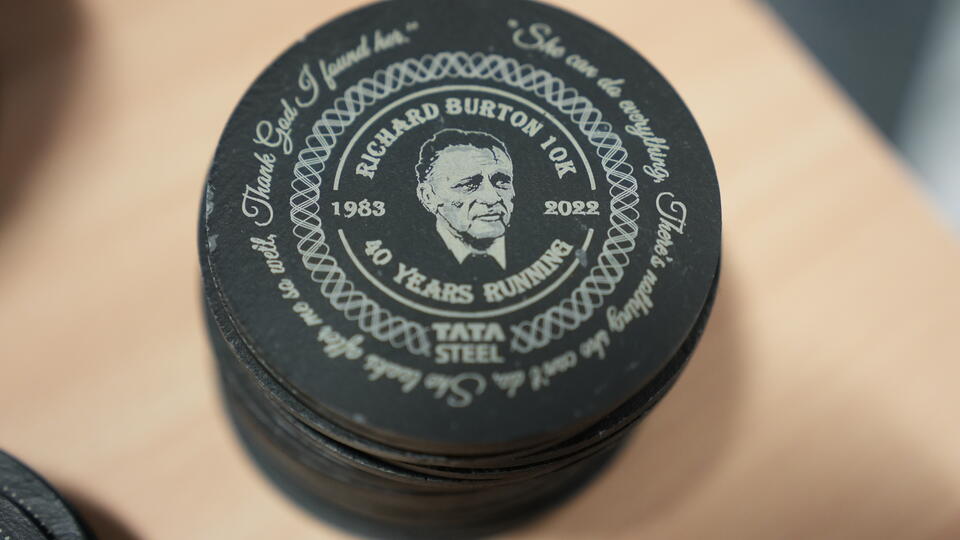 "She can do everything, There's nothing she can't do, She looks after me so well, Thank God I found her."
RICHARD BURTON 10K
1983
2022
40 YEARS RUNNING
TATA
STEEL